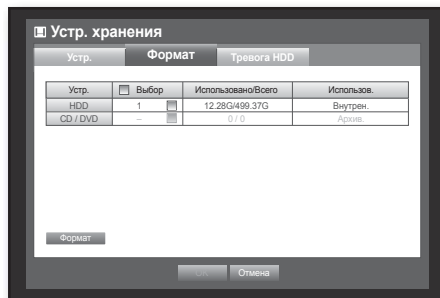 Устр. хранения
Устр. Формат Тревога HDD
Устр. Выбор Использовано/Всего Использов.
HDD 1 12.28G/499.37G Внутрен.
CD / DVD – 0 / 0 Архив.
Формат
OK Отмена